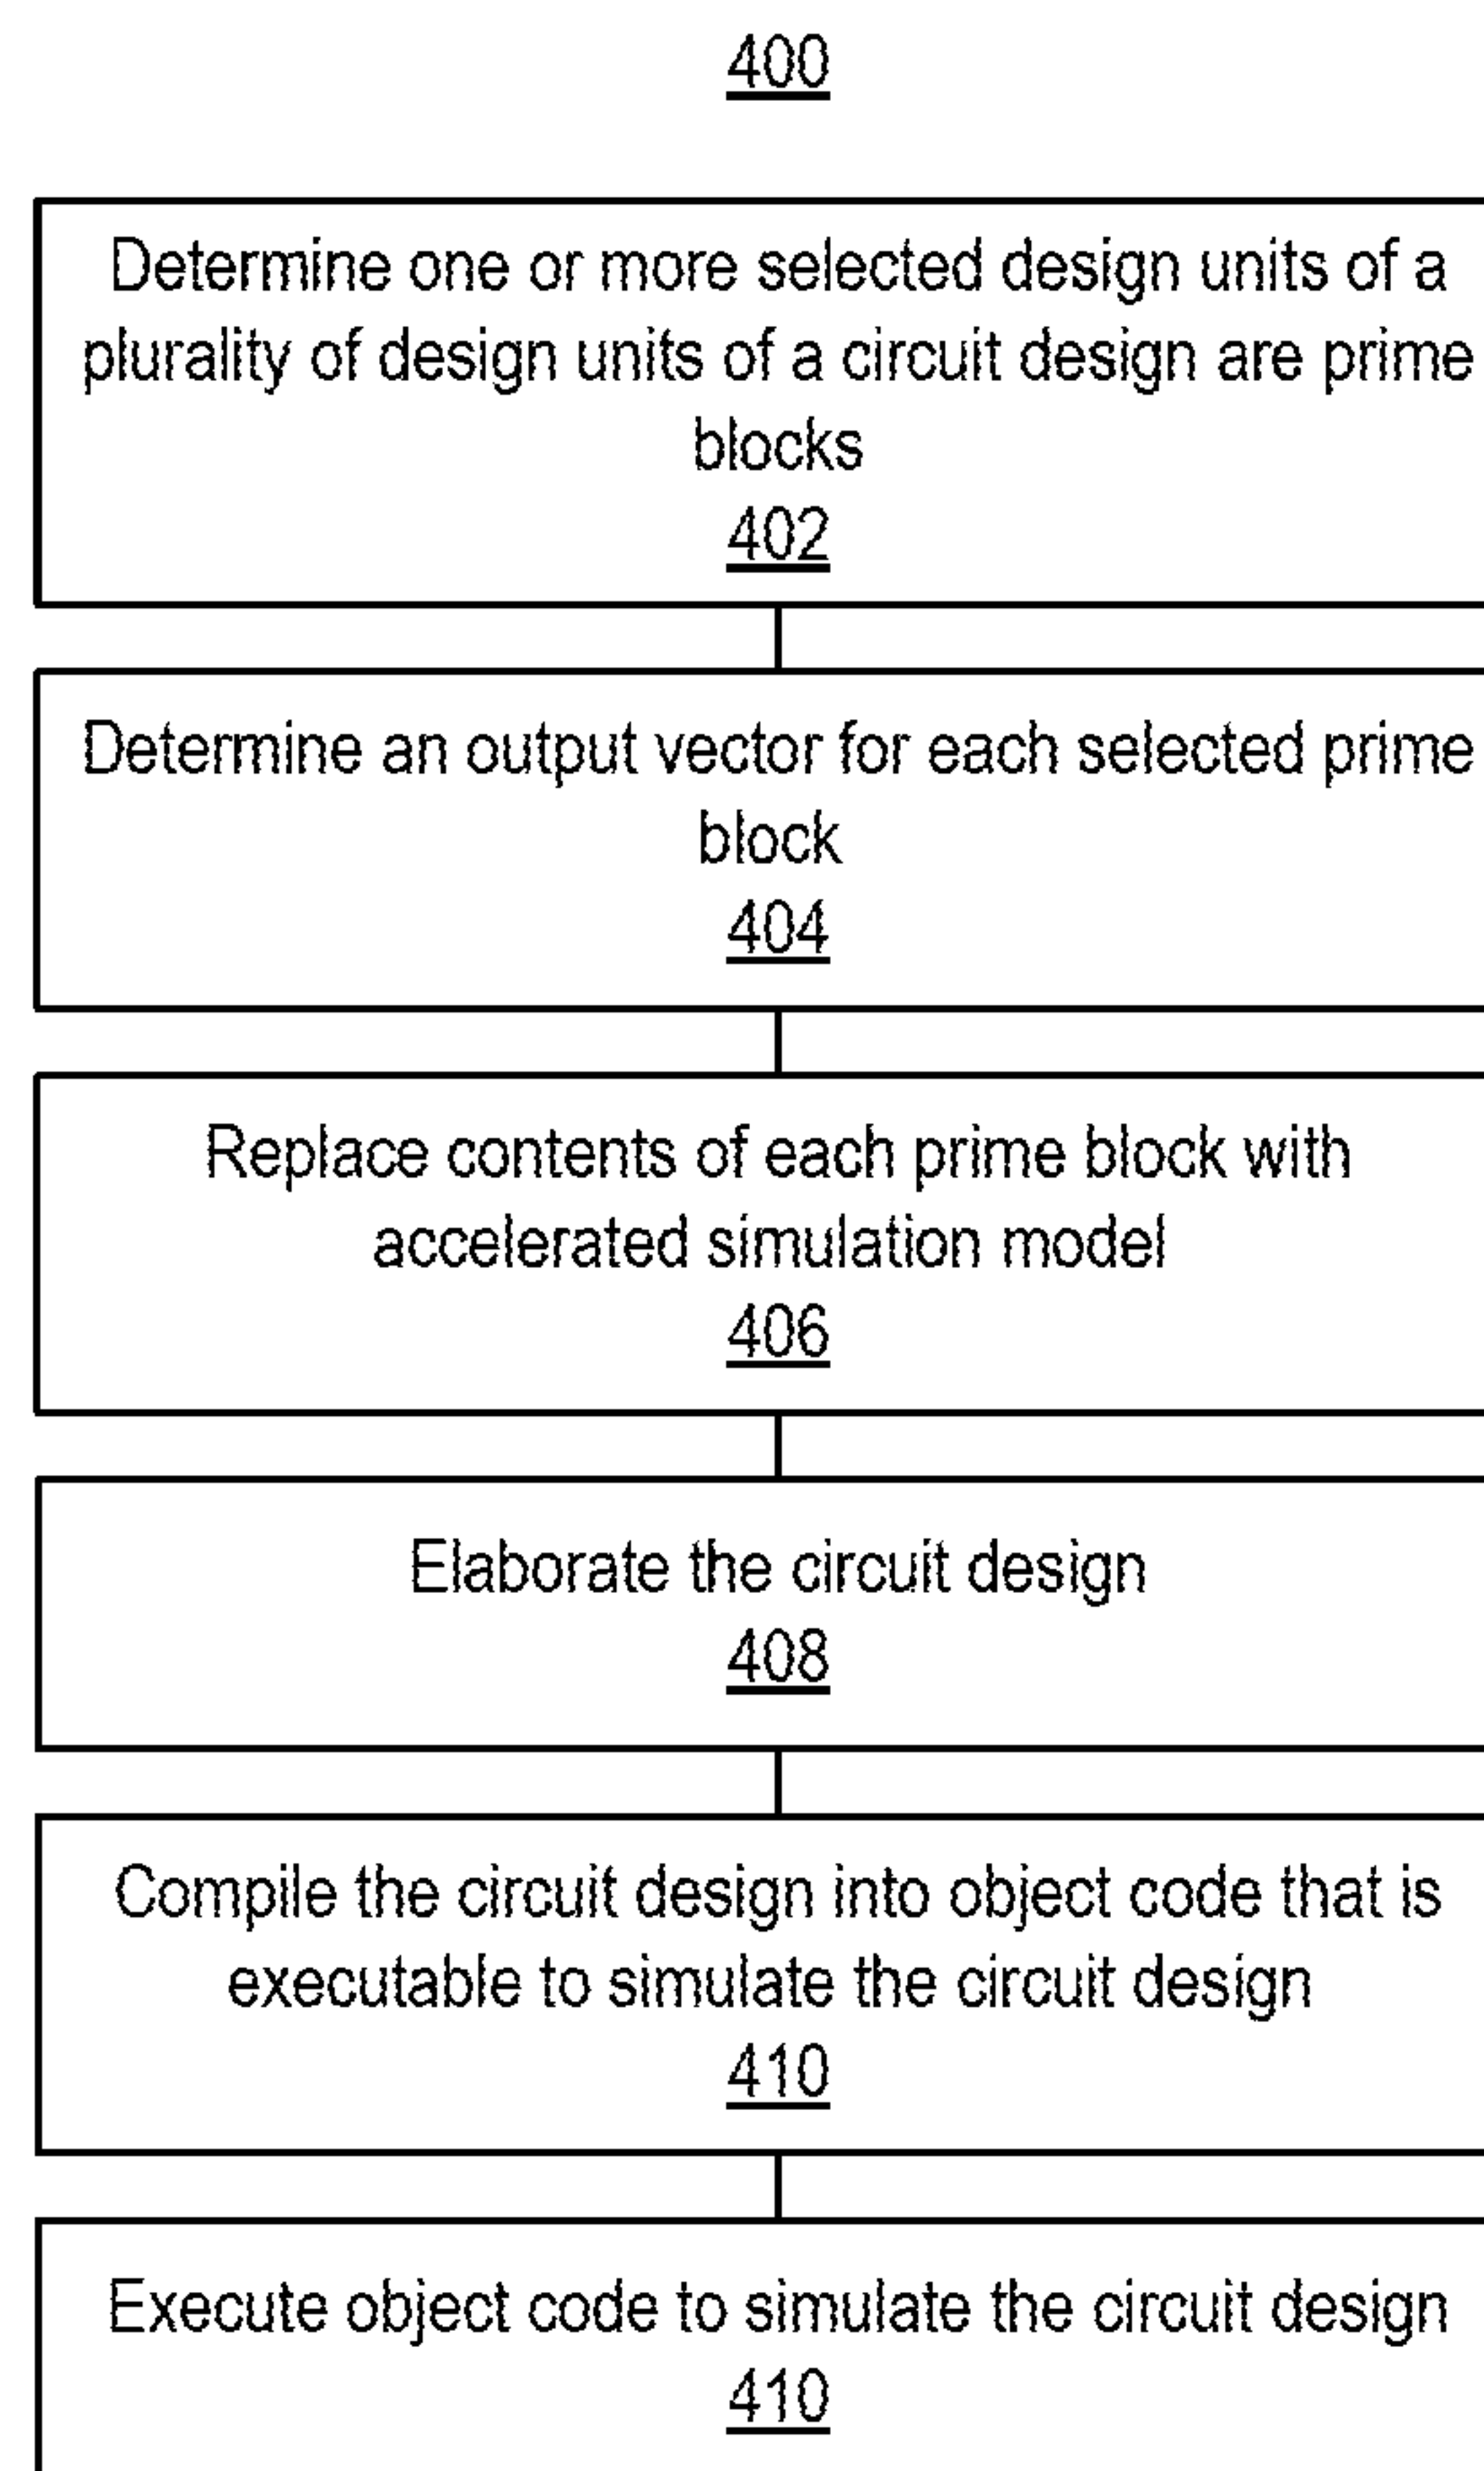 400
Determine one or more selected design units of a
plurality of design units of a circuit design are prime
blocks
402
Determine an output vector for each selected prime
block
404
Replace contents of each prime block with
accelerated simulation model
406
Elaborate the circuit design
408
Compile the circuit design into object code that is
executable to simulate the circuit design
410
Execute object code to simulate the circuit design
410